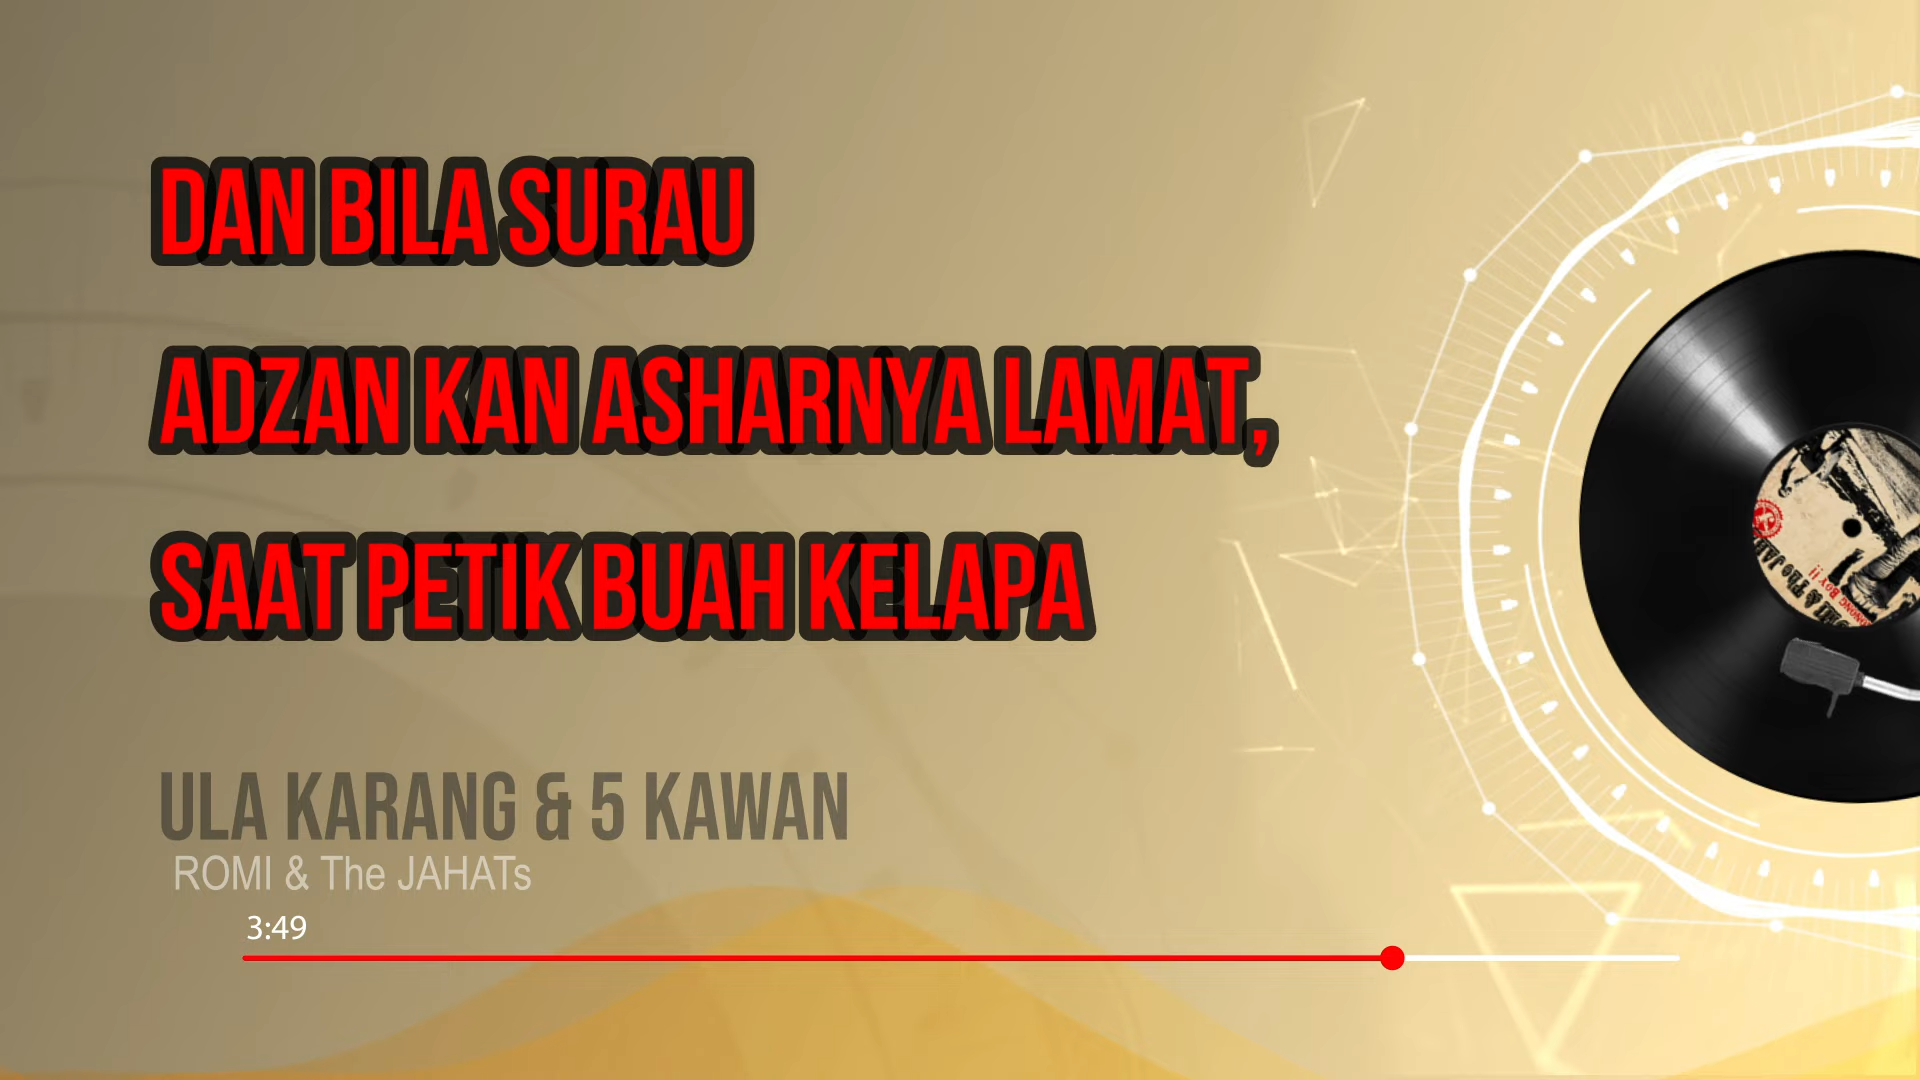 DAN BILA SURAU
ADZAN KAN ASHARNYA LAMAT,
SAAT PETIK BUAH KELAPA
ULA KARANG & 5 KAWAN
ROMI & The JAHATs
3:49